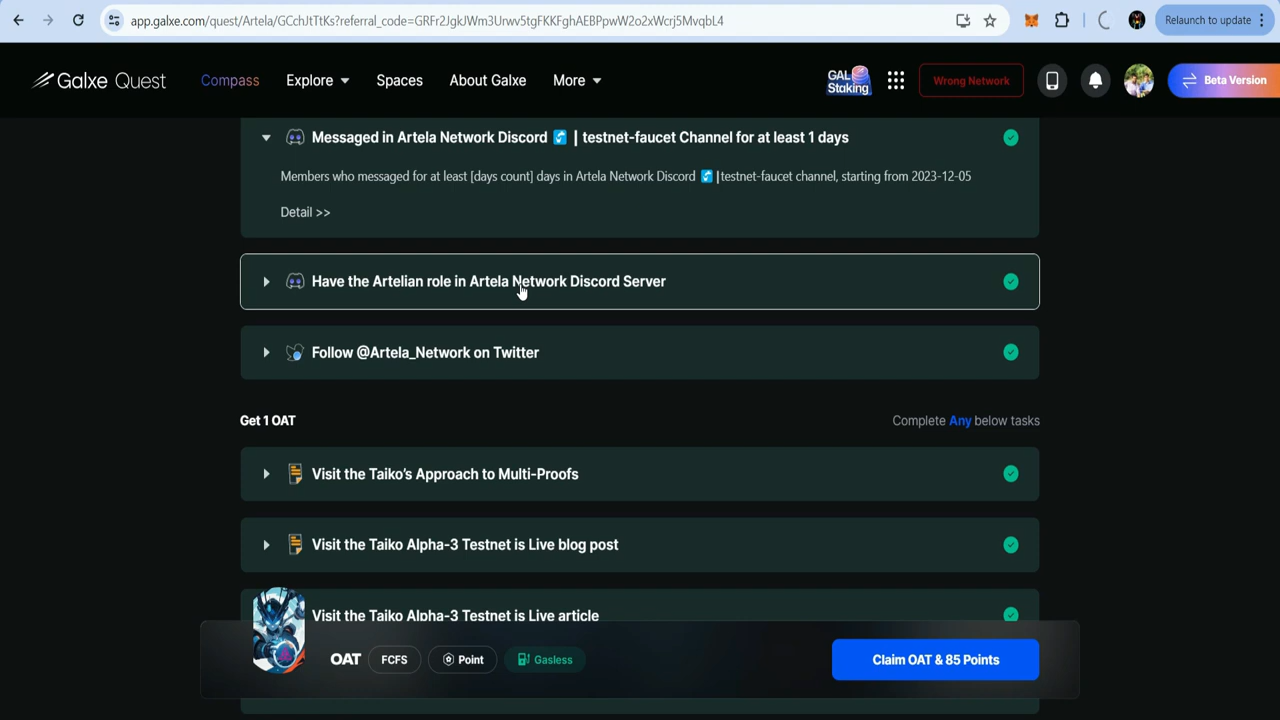 app.galxe.com/quest/Artela/GCchJtTtKs?referral_code=GRFr2JgkJWm3Urwv5tgFKKFghAEBPpwW2o2xWcrj5MvqbL4
Relaunch to update
Galxe Quest
Compass
Explore
Spaces
About Galxe
More
GAL
Staking
Wrong Network
Beta Version
Messaged in Artela Network Discord | testnet-faucet Channel for at least 1 days
Members who messaged for at least [days count] days in Artela Network Discord |testnet-faucet channel, starting from 2023-12-05
Detail >>
Have the Artelian role in Artela Network Discord Server
Follow @Artela_Network on Twitter
Get 1 OAT
Complete Any below tasks
Visit the Taiko's Approach to Multi-Proofs
Visit the Taiko Alpha-3 Testnet is Live blog post
Visit the Taiko Alpha-3 Testnet is Live article
OAT
FCFS
Point
Gasless
Claim OAT & 85 Points